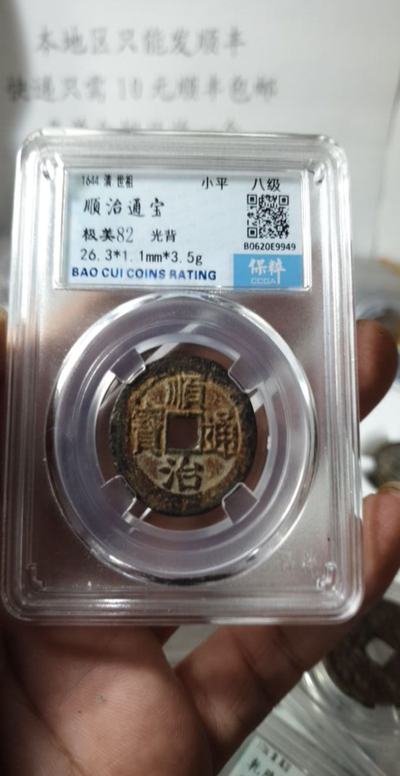 本地区只能发顺丰
快递只需10元顺丰包邮
1644 清 世祖 小平 八级
顺治通宝
极美82 光背
26.3*1.1mm*3.5g
B0620E9949
BAO CUI COINS RATING
保粹
CCGA
順
寳 通
治